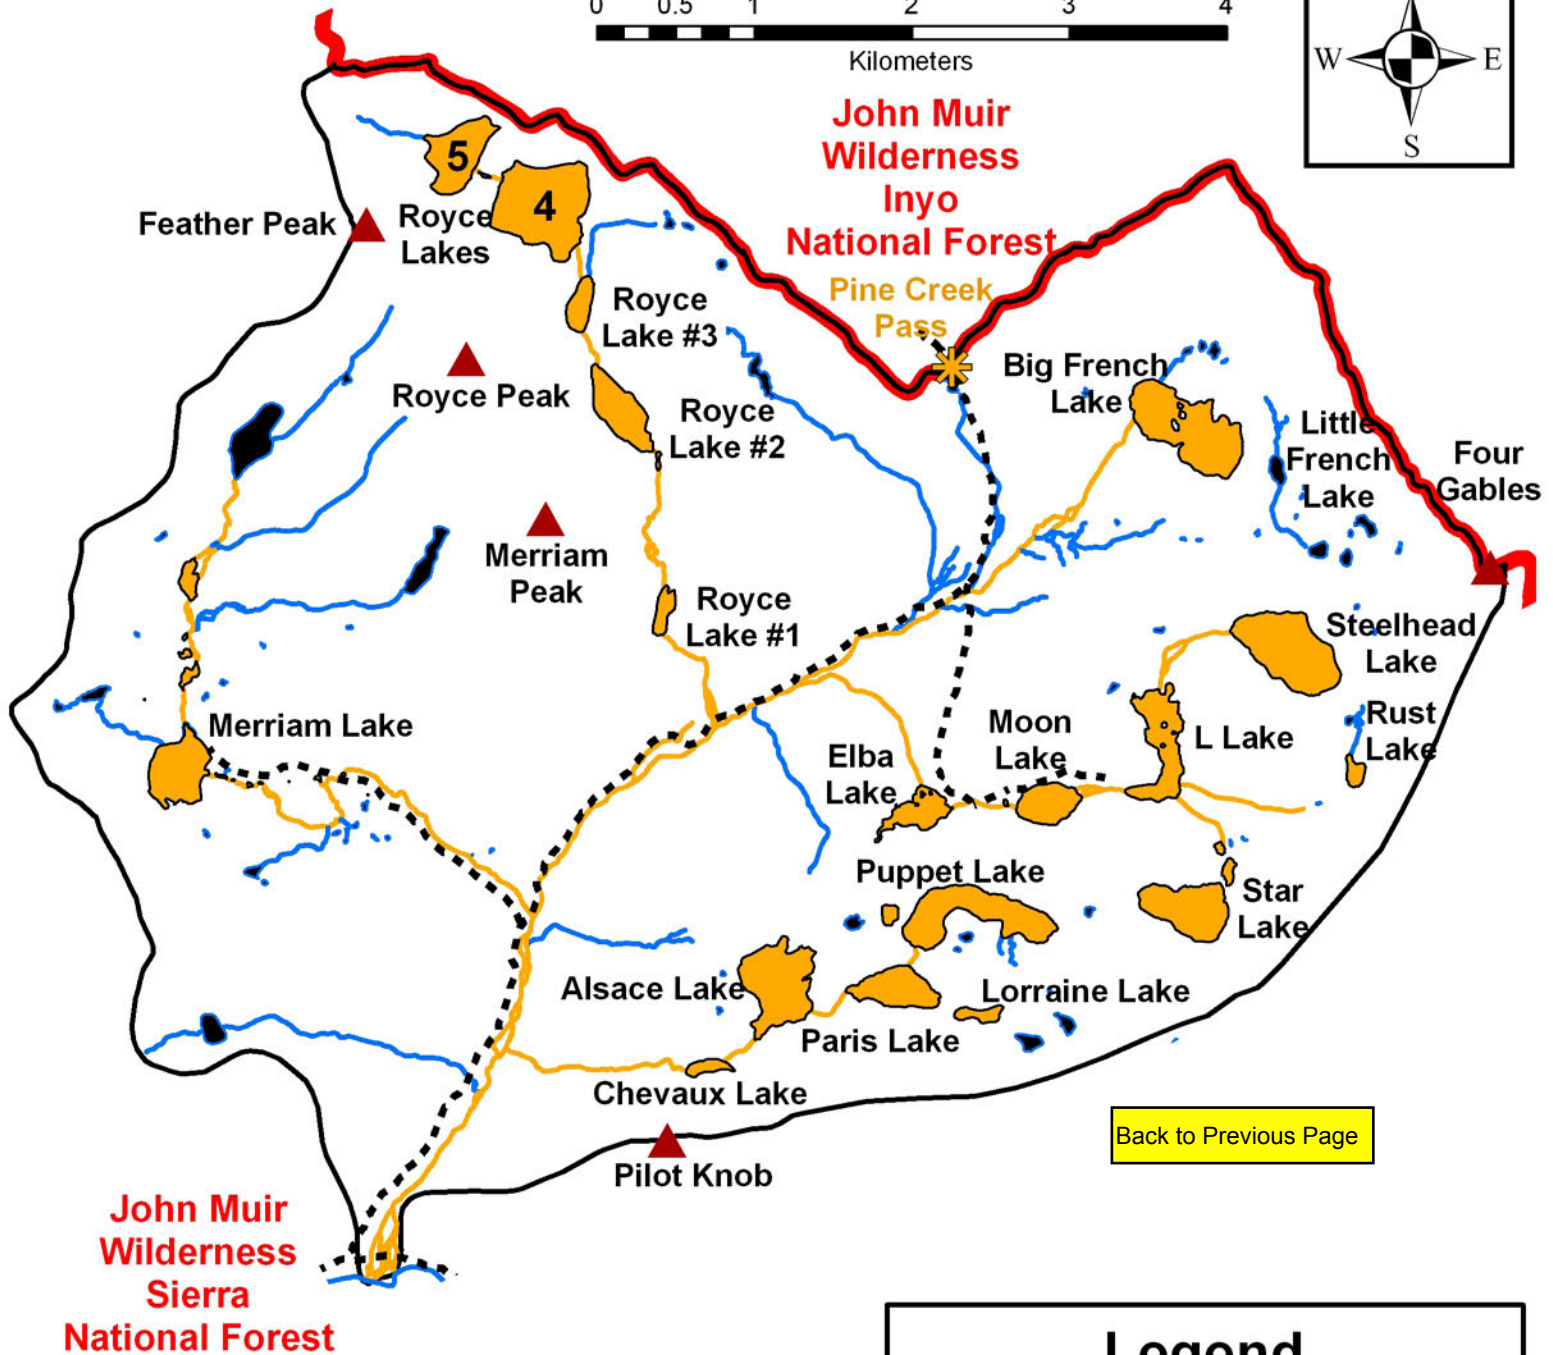 0 0.5 1 2 3 4
Kilometers
W E
S
John Muir
Wilderness
Inyo
National Forest
Pine Creek
Pass
5
4
Feather Peak
Royce
Lakes
Royce
Lake #3
Royce Peak
Royce
Lake #2
Big French
Lake
Little
French
Lake
Four
Gables
Merriam
Peak
Royce
Lake #1
Steelhead
Lake
Merriam Lake
Moon
Lake
L Lake
Rust
Lake
Elba
Lake
Puppet Lake
Star
Lake
Alsace Lake
Lorraine Lake
Paris Lake
Chevaux Lake
Back to Previous Page
Pilot Knob
John Muir
Wilderness
Sierra
National Forest
Legend